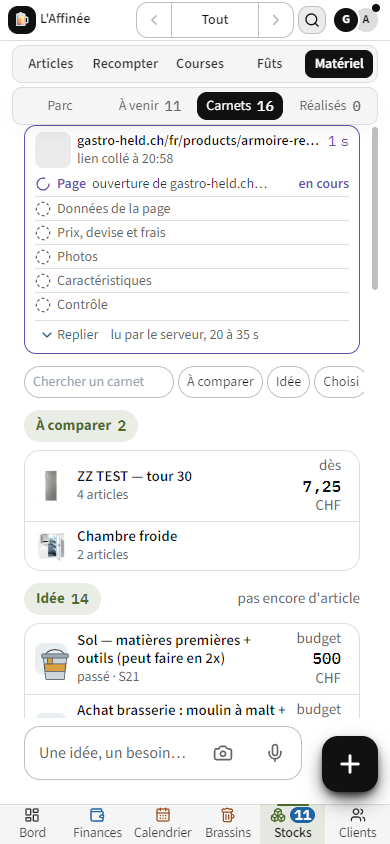 L'Affinée
Tout
G
A
Articles
Recompter
Courses
Fûts
Matériel
Parc
À venir 11
Carnets 16
Réalisés 0
gastro-held.ch/fr/products/armoire-re… 1 s
lien collé à 20:58
Page ouverture de gastro-held.ch… en cours
Données de la page
Prix, devise et frais
Photos
Caractéristiques
Contrôle
Replier lu par le serveur, 20 à 35 s
Chercher un carnet
À comparer
Idée
Choisi
À comparer 2
dès
ZZ TEST — tour 30
7,25
4 articles
CHF
Chambre froide
2 articles
Idée 14
pas encore d'article
Sol — matières premières +
budget
outils (peut faire en 2x)
500
passé · S21
CHF
Achat brasserie : moulin à malt +
budget
Une idée, un besoin…
11
Bord
Finances
Calendrier
Brassins
Stocks
Clients